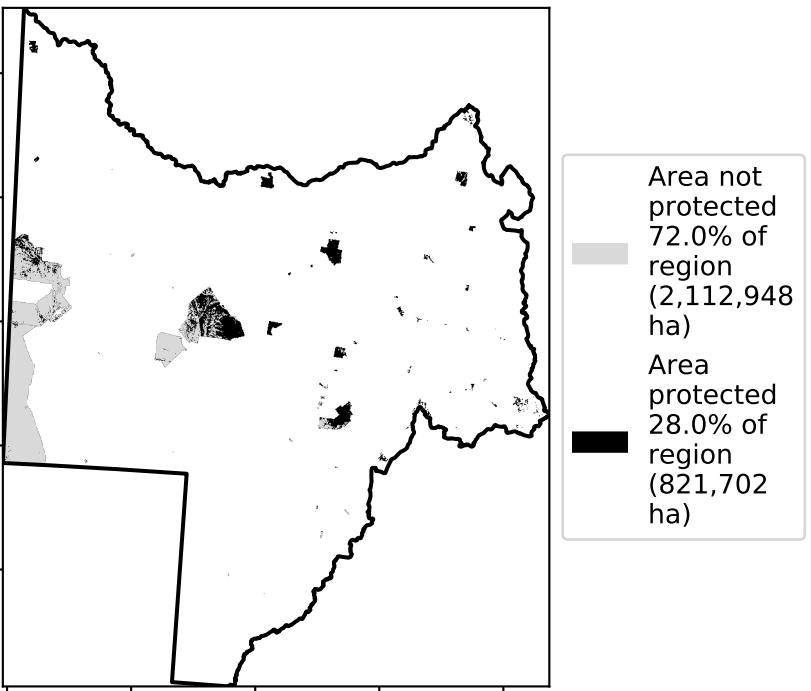 Area not
protected
72.0% of
region
(2,112,948
ha)
Area
protected
28.0% of
region
(821,702
ha)